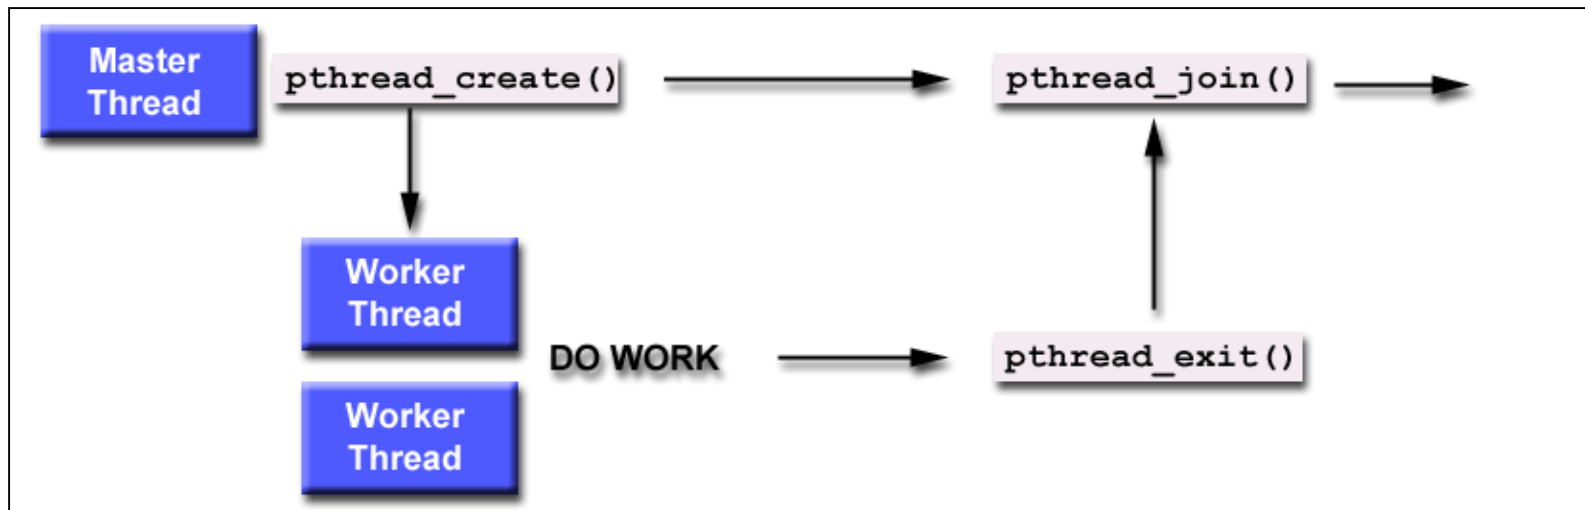 Master
Thread
pthread_create()
pthread_join()
Worker
Thread
DO WORK
pthread_exit()
Worker
Thread